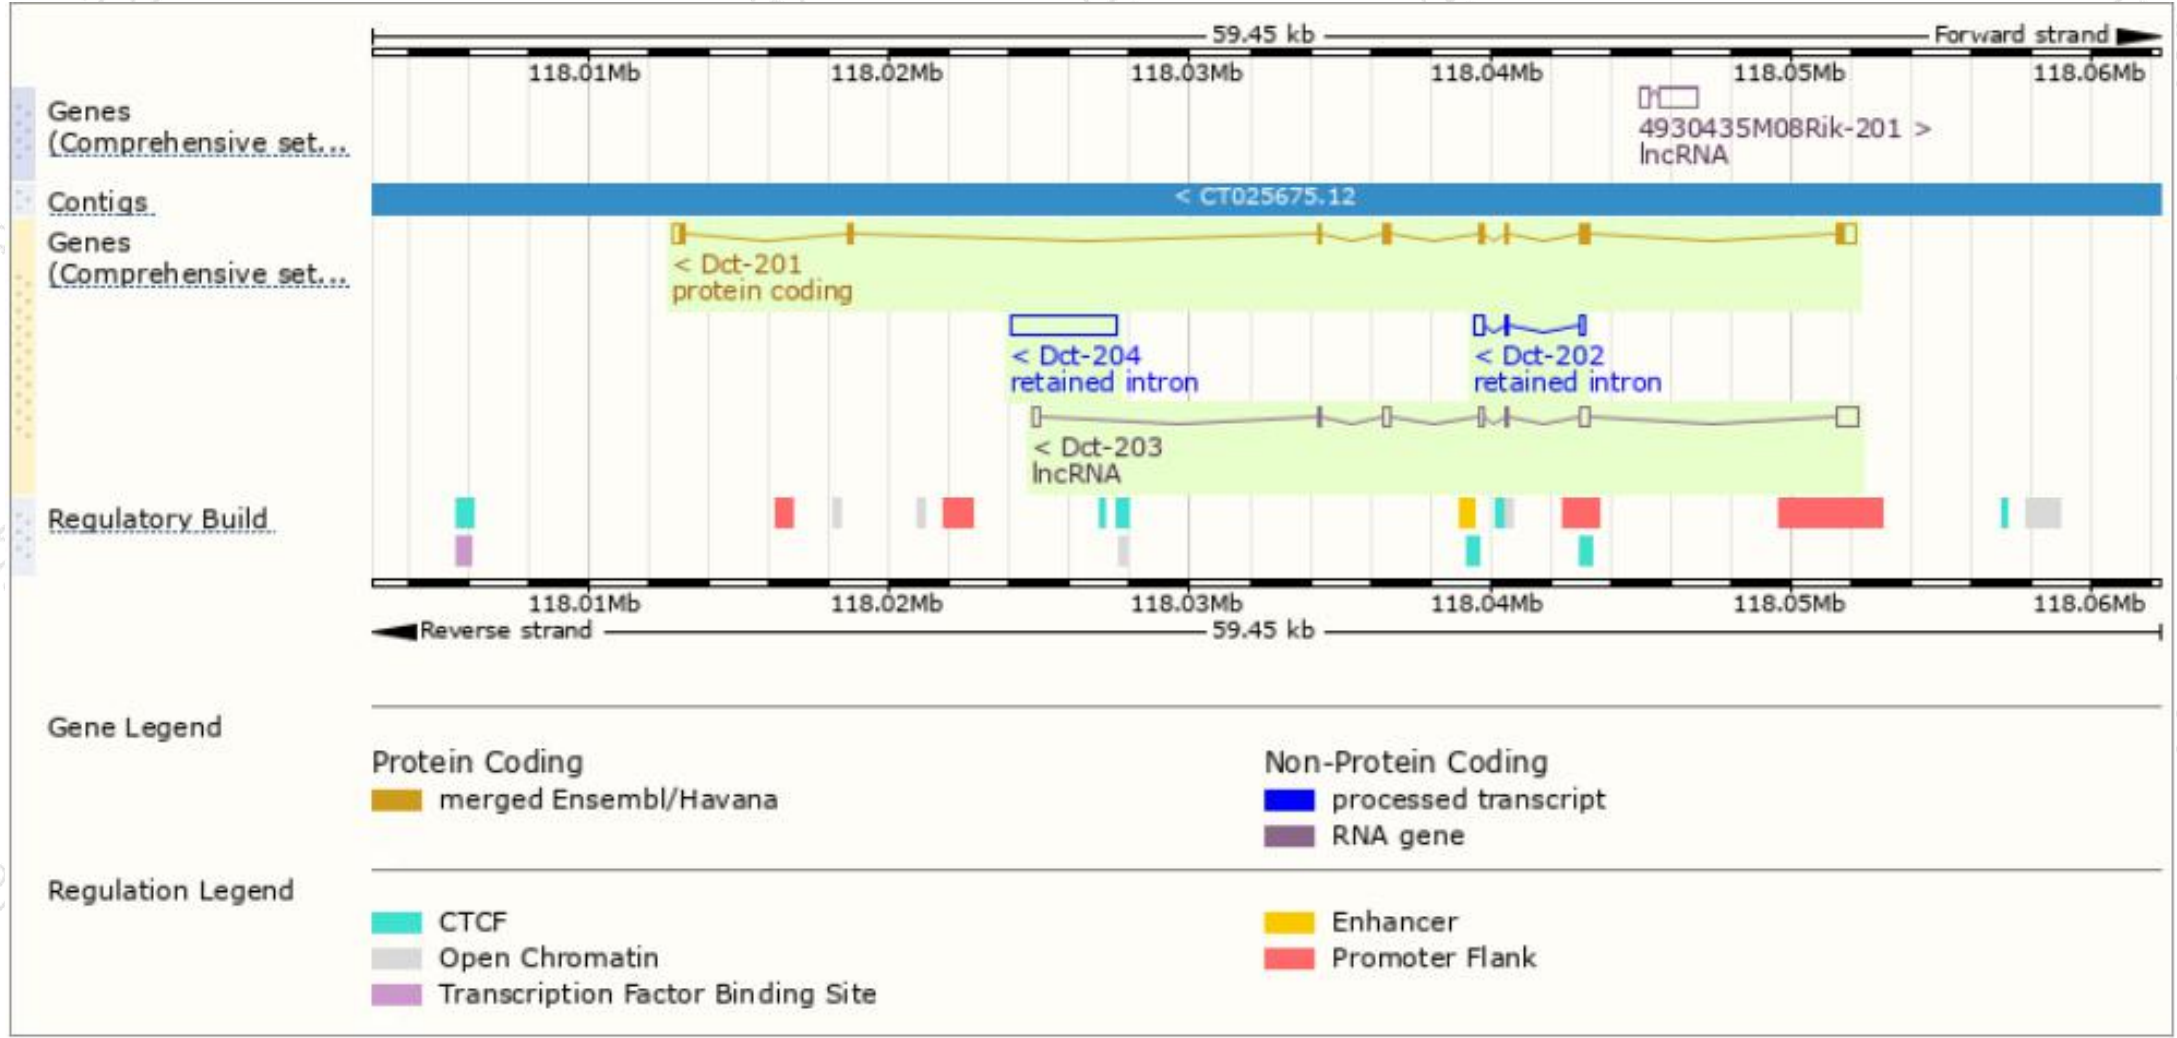 59.45 kb Forward strand
118.01Mb 118.02Mb 118.03Mb 118.04Mb 118.05Mb 118.06Mb
Genes
(Comprehensive set...
4930435M08Rik-201 >
lncRNA
Contigs
< CT025675.12
Genes
(Comprehensive set...
< Dct-201
protein coding
< Dct-204 < Dct-202
retained intron retained intron
< Dct-203
lncRNA
Regulatory Build
118.01Mb 118.02Mb 118.03Mb 118.04Mb 118.05Mb 118.06Mb
Reverse strand 59.45 kb
Gene Legend
Protein Coding Non-Protein Coding
merged Ensembl/Havana processed transcript
RNA gene
Regulation Legend
CTCF Enhancer
Open Chromatin Promoter Flank
Transcription Factor Binding Site